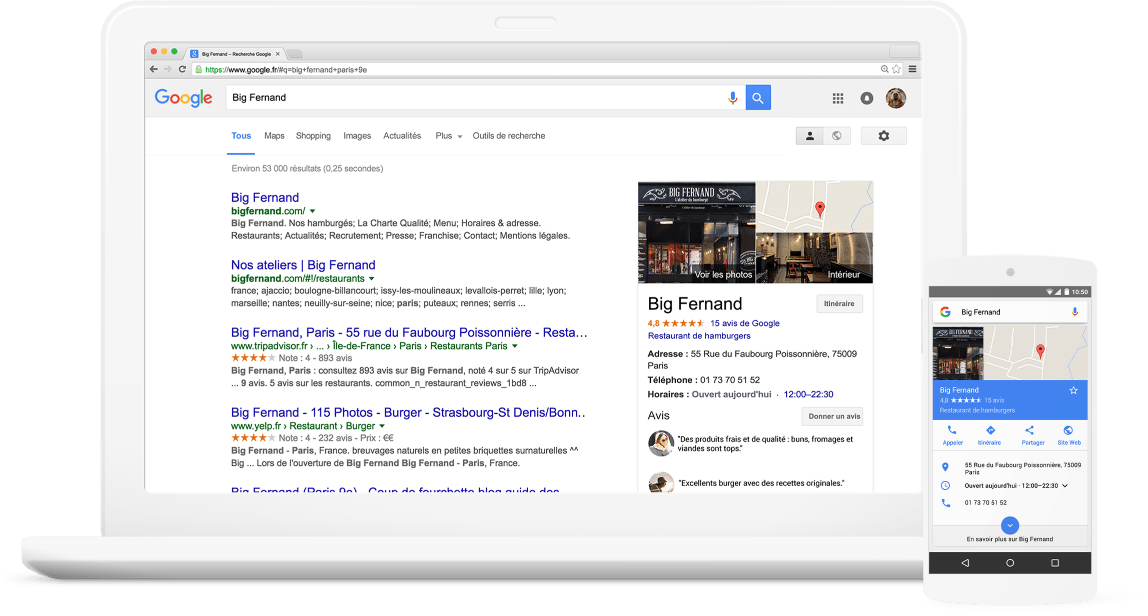 Big Fernand – Recherche Google
https://www.google.fr/#q=big+fernand+paris+9e
Google
Big Fernand
Tous Maps Shopping Images Actualités Plus Outils de recherche
Environ 53 000 résultats (0,25 secondes)
Big Fernand
bigfernand.com/
Big Fernand. Nos hamburgés; La Charte Qualité; Menu; Horaires & adresse.
Restaurants; Actualités; Recrutement; Presse; Franchise; Contact; Mentions légales.
Nos ateliers | Big Fernand
bigfernand.com/#!/restaurants
france; ajaccio; boulogne-billancourt; issy-les-moulineaux; levallois-perret; lille; lyon;
marseille; nantes; neuilly-sur-seine; nice; paris; puteaux; rennes; serris ...
Big Fernand, Paris - 55 rue du Faubourg Poissonnière - Resta…
www.tripadvisor.fr › ... › Île-de-France › Paris › Restaurants Paris
Note : 4 - 893 avis
Big Fernand, Paris : consultez 893 avis sur Big Fernand, noté 4 sur 5 sur TripAdvisor
... 9 avis. 5 avis sur les restaurants. common_n_restaurant_reviews_1bd8 ...
Big Fernand - 115 Photos - Burger - Strasbourg-St Denis/Bonn..
www.yelp.fr › Restaurant › Burger
Note : 4 - 232 avis - Prix : €€
Big Fernand - Paris, France. breuvages naturels en petites briquettes surnaturelles ^^
Big ... Lors de l'ouverture de Big Fernand Big Fernand - Paris, France.
Big Fernand (Paris 9e) - Coup de fourchette blog guide des
BIG FERNAND
L'atelier du hamburgé
Voir les photos
Intérieur
Big Fernand
Itinéraire
4,8 15 avis de Google
Restaurant de hamburgers
Adresse : 55 Rue du Faubourg Poissonnière, 75009
Paris
Téléphone : 01 73 70 51 52
Horaires : Ouvert aujourd'hui · 12:00–22:30
Avis
Donner un avis
"Des produits frais et de qualité : buns, fromages et
viandes sont tops."
"Excellents burger avec des recettes originales."
10:50
Big Fernand
BIG FERNAND
Big Fernand
4,8 15 avis
Restaurant de hamburgers
Appeler Itinéraire Partager Site Web
55 Rue du Faubourg Poissonnière, 75009
Paris
Ouvert aujourd'hui · 12:00–22:30
01 73 70 51 52
En savoir plus sur Big Fernand